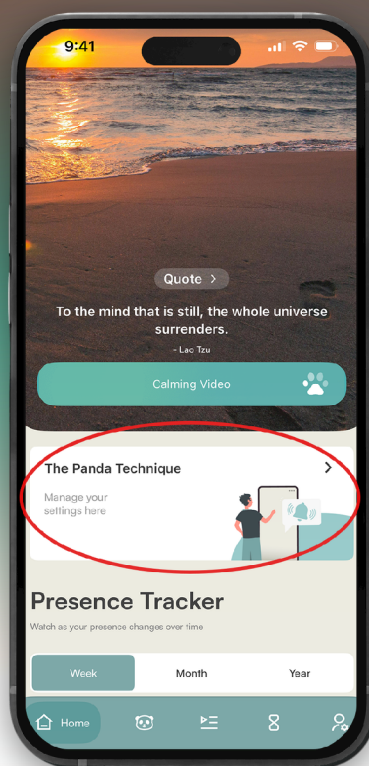 9:41
Quote >
To the mind that is still, the whole universe
surrenders.
- Lao Tzu
Calming Video
The Panda Technique
Manage your
settings here
Presence Tracker
Watch as your presence changes over time
Week
Month
Year
Home